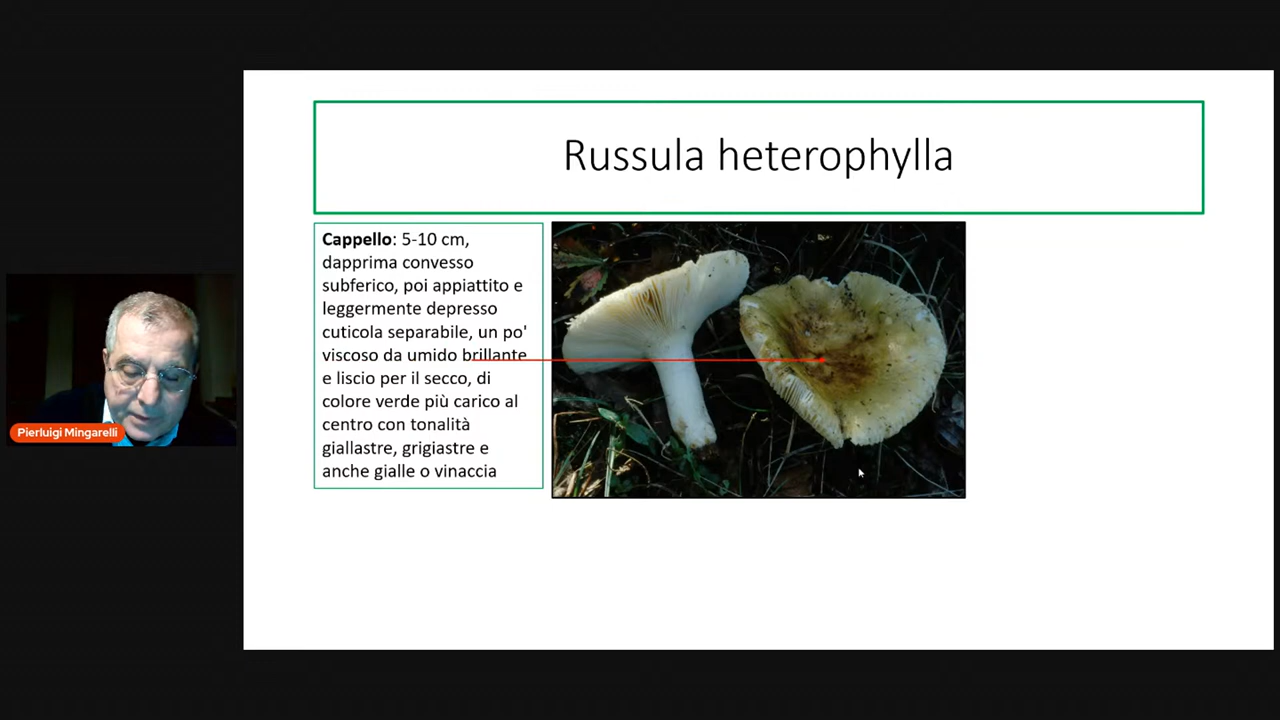 Russula heterophylla
Cappello: 5-10 cm,
dapprima convesso
subferico, poi appiattito e
leggermente depresso
cuticola separabile, un po'
viscoso da umido brillante
e liscio per il secco, di
colore verde più carico al
centro con tonalità
giallastre, grigiastre e
anche gialle o vinaccia
Pierluigi Mingarelli